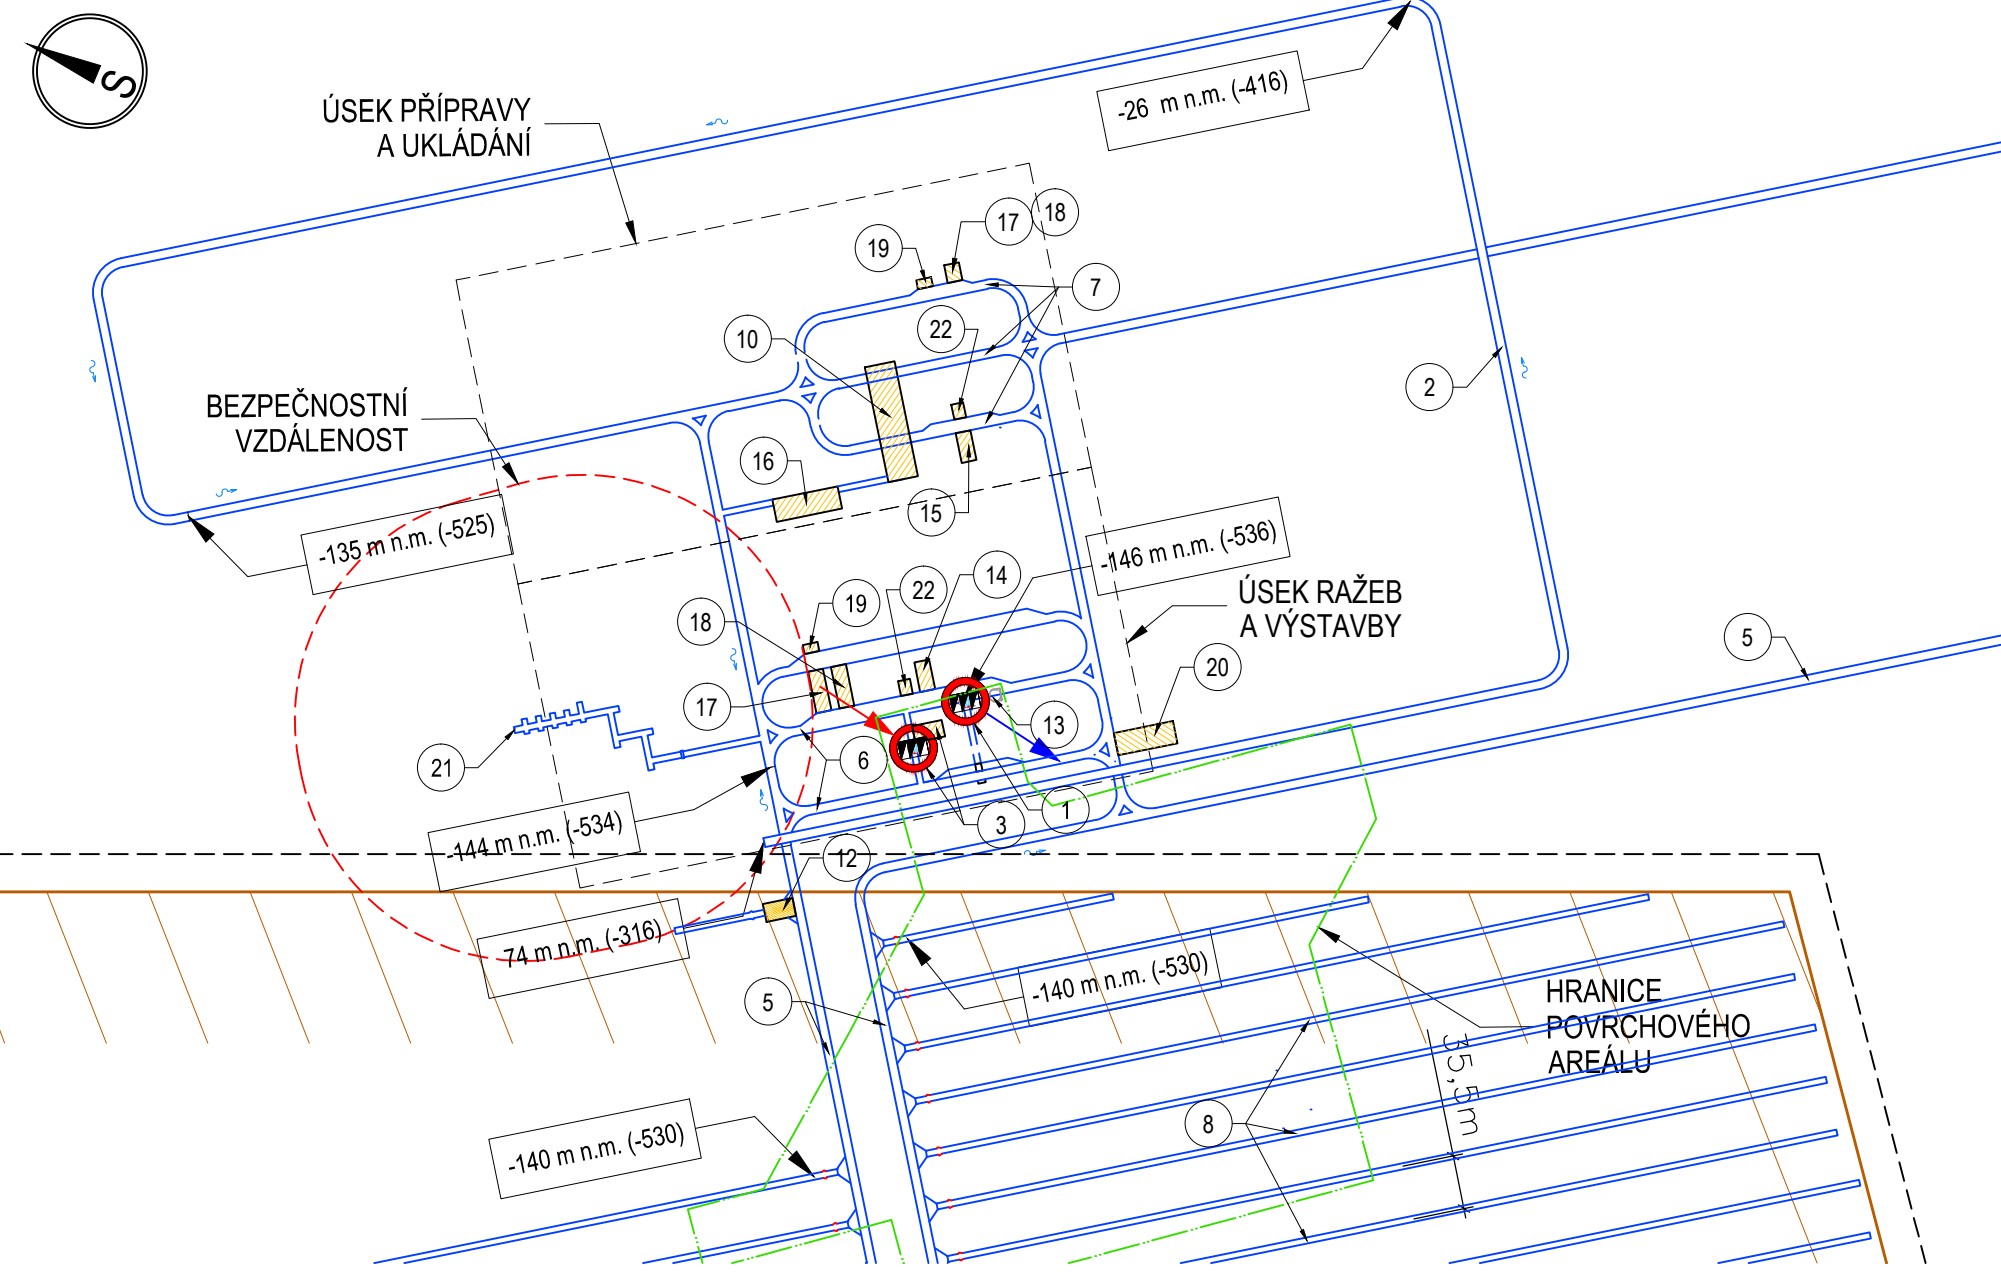 S
ÚSEK PŘÍPRAVY
A UKLÁDÁNÍ
-26 m n.m. (-416)
18
17
19
7
22
10
2
BEZPEČNOSTNÍ
VZDÁLENOST
16
15
-135 m n.m. (-525)
-146 m n.m. (-536)
14
22
19
ÚSEK RAŽEB
A VÝSTAVBY
18
5
20
17
13
6
21
1
3
-144 m n.m. (-534)
12
74 m n.m. (-316)
-140 m n.m. (-530)
5
HRANICE
POVRCHOVÉHO
AREÁLU
35,5m
8
-140 m n.m. (-530)